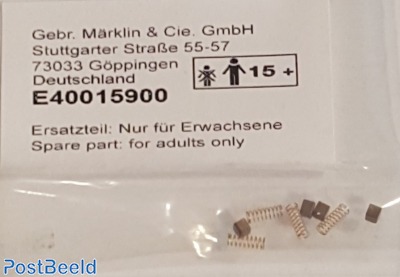 Gebr. Märklin & Cie. GmbH
Stuttgarter Straße 55-57
73033 Göppingen
Deutschland
E40015900
15 +
Ersatzteil: Nur für Erwachsene
Spare part: for adults only
PostBeeld